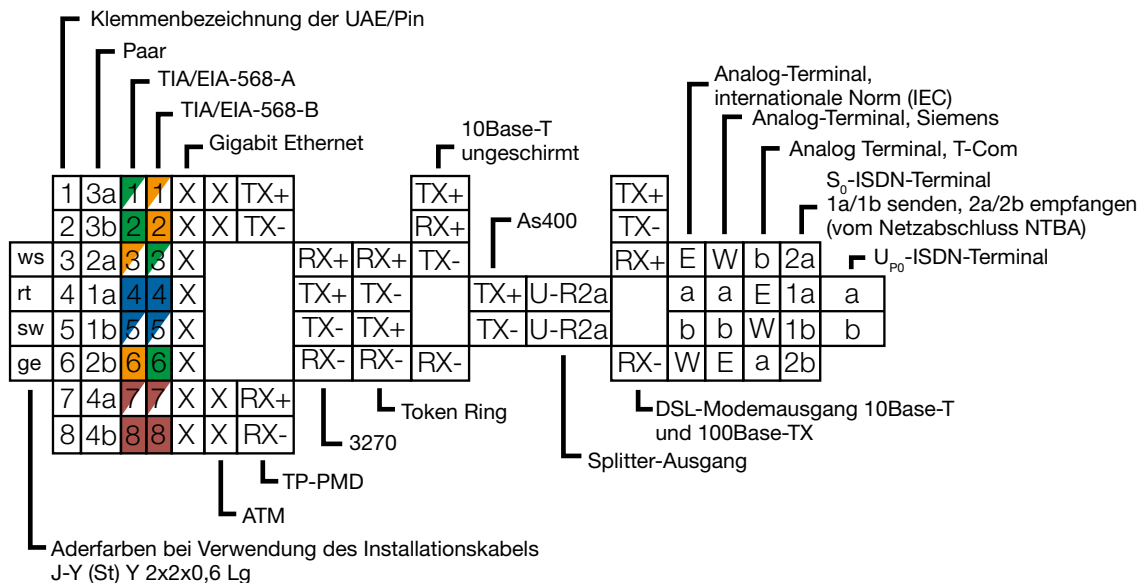 Klemmenbezeichnung der UAE/Pin
Paar
TIA/EIA-568-A
TIA/EIA-568-B
Gigabit Ethernet
10Base-T
ungeschirmt
As400
Analog-Terminal,
internationale Norm (IEC)
Analog-Terminal, Siemens
Analog Terminal, T-Com
S0-ISDN-Terminal
1a/1b senden, 2a/2b empfangen
(vom Netzabschluss NTBA)
UP0-ISDN-Terminal
1 3a 1 1 X X TX+ TX+ TX+
2 3b 2 2 X X TX- RX+ TX-
ws 3 2a 3 3 X RX+ RX+ TX- RX+ E W b 2a
rt 4 1a 4 4 X TX+ TX- TX+ U-R2a a a E 1a a
sw 5 1b 5 5 X TX- TX+ TX- U-R2a b b W 1b b
ge 6 2b 6 6 X RX- RX- RX- RX- W E a 2b
7 4a 7 7 X X RX+
8 4b 8 8 X X RX-
Token Ring
3270
TP-PMD
ATM
DSL-Modemausgang 10Base-T
und 100Base-TX
Splitter-Ausgang
Aderfarben bei Verwendung des Installationskabels
J-Y (St) Y 2x2x0,6 Lg